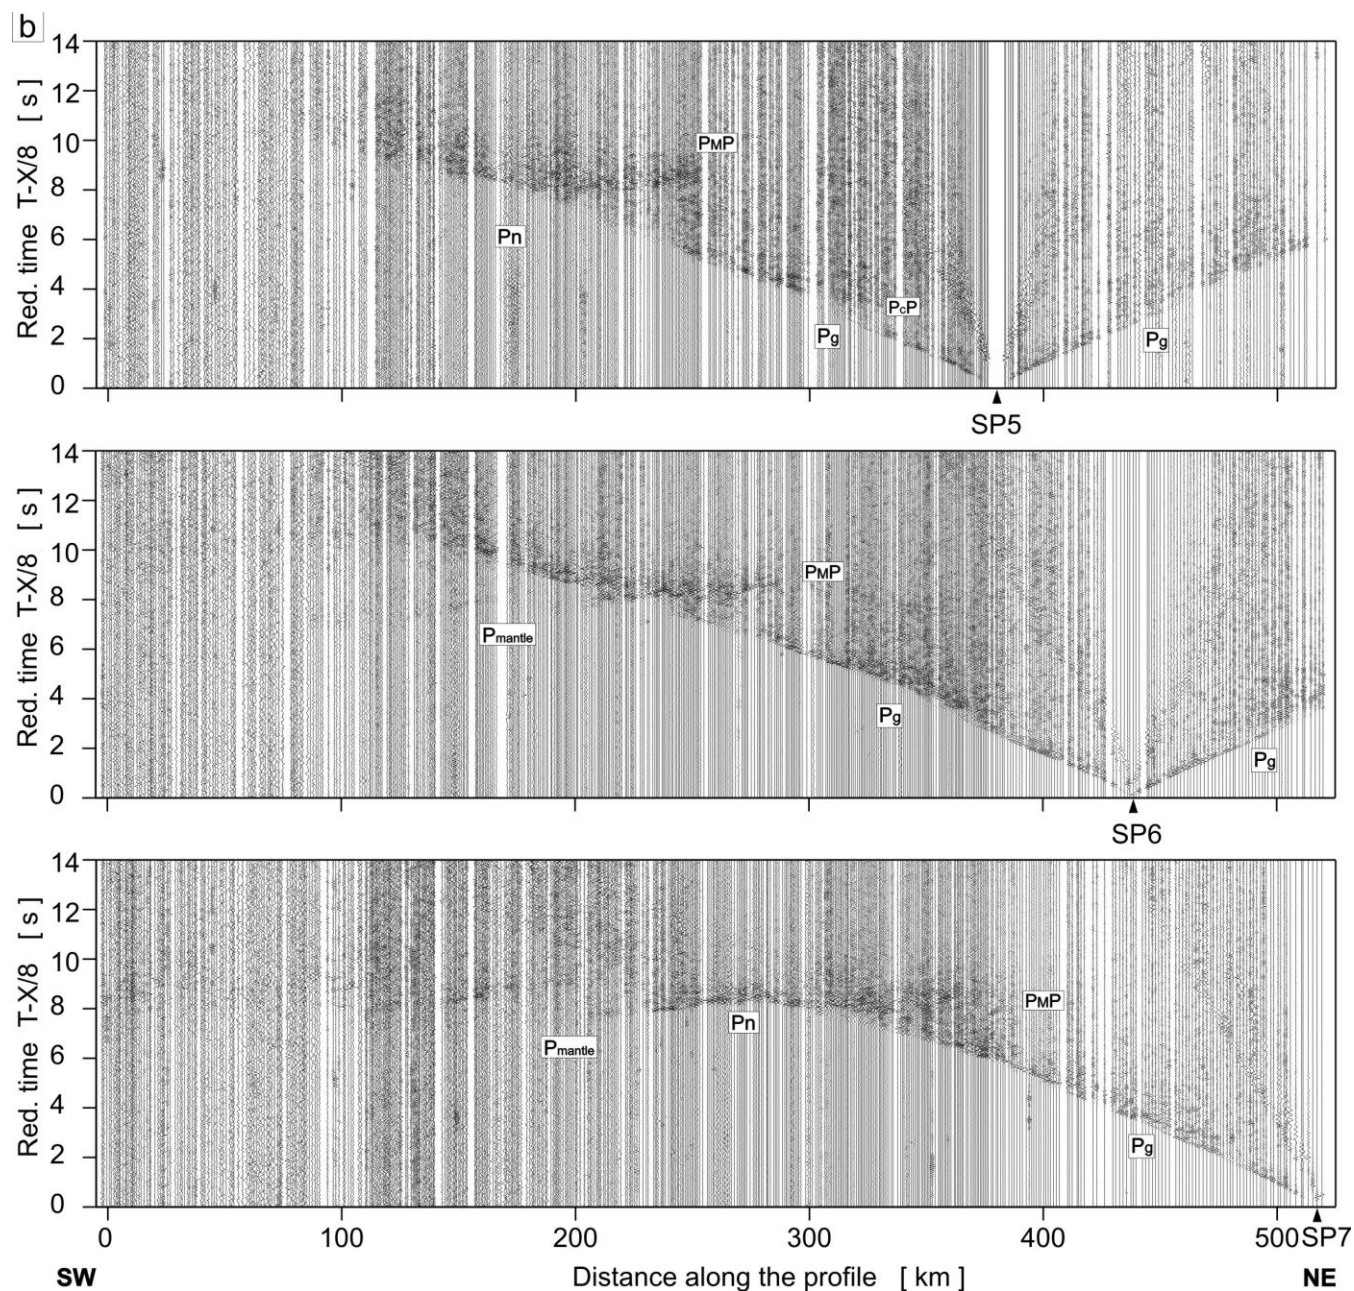 b
14
12
10
8
6
4
2
0
Red. time T-X/8 [ s ]
PMP
Pn
PcP
Pg
Pg
SP5
14
12
10
8
6
4
2
0
Red. time T-X/8 [ s ]
PMP
Pmantle
Pg
Pg
SP6
14
12
10
8
6
4
2
0
Red. time T-X/8 [ s ]
PMP
Pn
Pmantle
Pg
0 100 200 300 400 500 SP7
SW Distance along the profile [ km ] NE